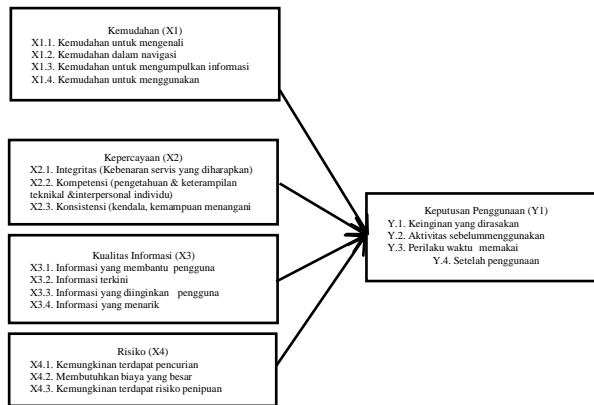 Kemudahan (X1)
X1.1. Kemudahan untuk mengenali
X1.2. Kemudahan dalam navigasi
X1.3. Kemudahan untuk mengumpulkan informasi
X1.4. Kemudahan untuk menggunakan
Kepercayaan (X2)
X2.1. Integritas (Kebenaran servis yang diharapkan)
X2.2. Kompetensi (pengetahuan & keterampilan
teknikal &interpersonal individu)
X2.3. Konsistensi (kendala, kemampuan menangani
Kualitas Informasi (X3)
X3.1. Informasi yang membantu pengguna
X3.2. Informasi terkini
X3.3. Informasi yang diinginkan pengguna
X3.4. Informasi yang menarik
Risiko (X4)
X4.1. Kemungkinan terdapat pencurian
X4.2. Membutuhkan biaya yang besar
X4.3. Kemungkinan terdapat risiko penipuan
Keputusan Penggunaan (Y1)
Y.1. Keinginan yang dirasakan
Y.2. Aktivitas sebelummenggunakan
Y.3. Perilaku waktu memakai
Y.4. Setelah penggunaan